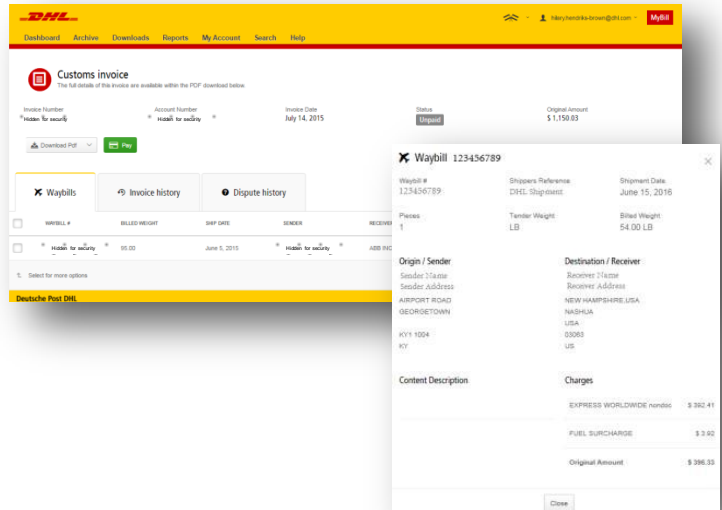 DHL
hilery.hendriks-brown@dhl.com
MyBill
Dashboard Archive Downloads Reports My Account Search Help
Customs invoice
The full details of this invoice are available within the PDF download below.
Invoice Number Account Number Invoice Date Status Original Amount
Hidden for security Hidden for security July 14, 2015 Unpaid $ 1,150.03
Download Pdf Pay
Waybills Invoice history Dispute history
WAYBILL # BILLED WEIGHT SHIP DATE SENDER RECEIVER
Hidden for security 95.00 June 5, 2015 Hidden for security ABB INC
Select for more options
Deutsche Post DHL
Waybill 123456789
Waybill # Shippers Reference Shipment Date
123456789 DHL Shipment June 15, 2016
Pieces Tender Weight Billed Weight
1 LB 54.00 LB
Origin / Sender Destination / Receiver
Sender Name Receiver Name
Sender Address Receiver Address
AIRPORT ROAD NEW HAMPSHIRE,USA
GEORGETOWN NASHUA
USA
KY1 1004 03063
KY US
Content Description Charges
EXPRESS WORLDWIDE nondoc $ 392.41
FUEL SURCHARGE $ 3.92
Original Amount $ 396.33
Close